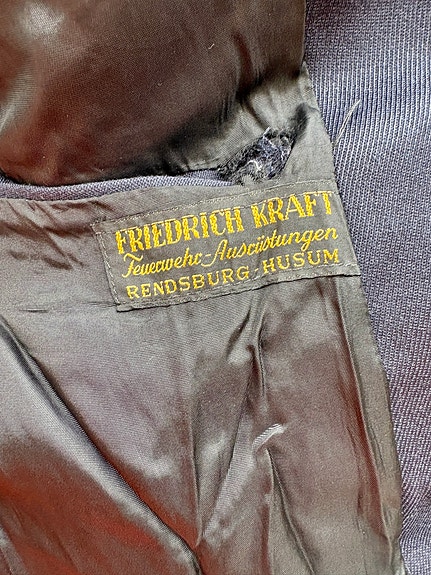 FRIEDRICH KRAFT
Feuerwehr-Ausrüstungen
RENDSBURG-HUSUM